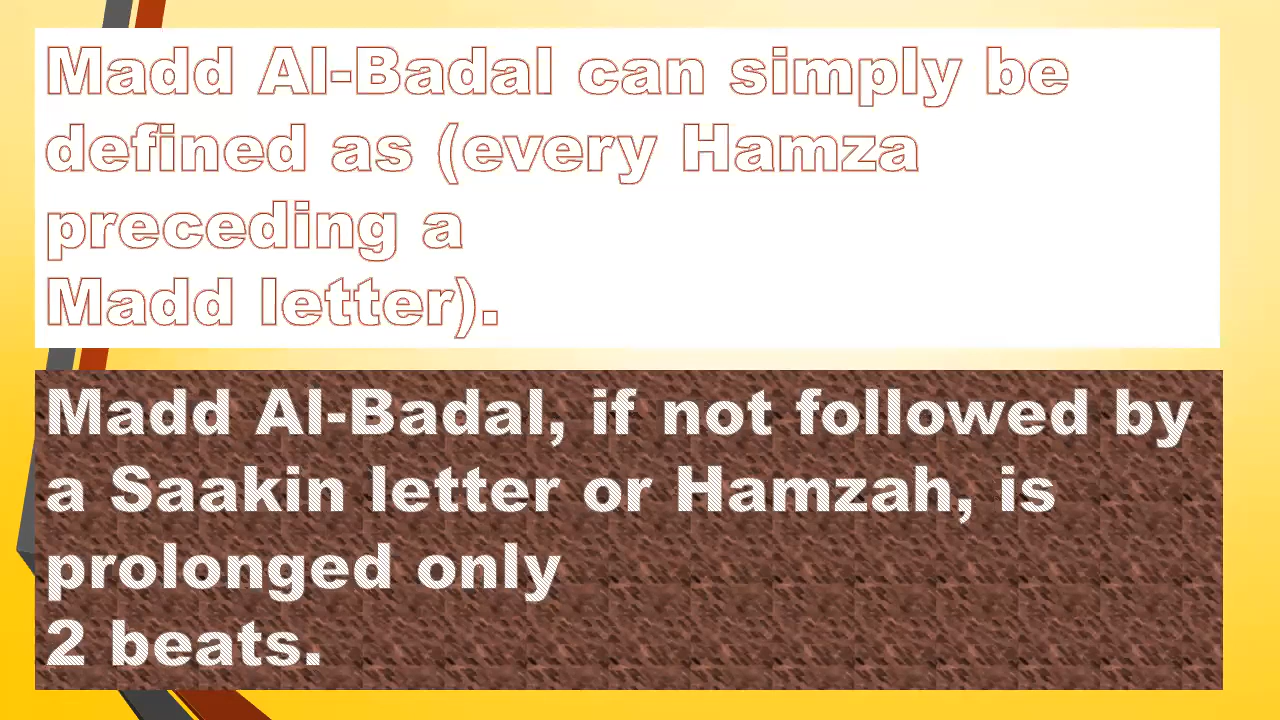 Madd Al-Badal can simply be
defined as (every Hamza
preceding a
Madd letter).
Madd Al-Badal, if not followed by
a Saakin letter or Hamzah, is
prolonged only
2 beats.